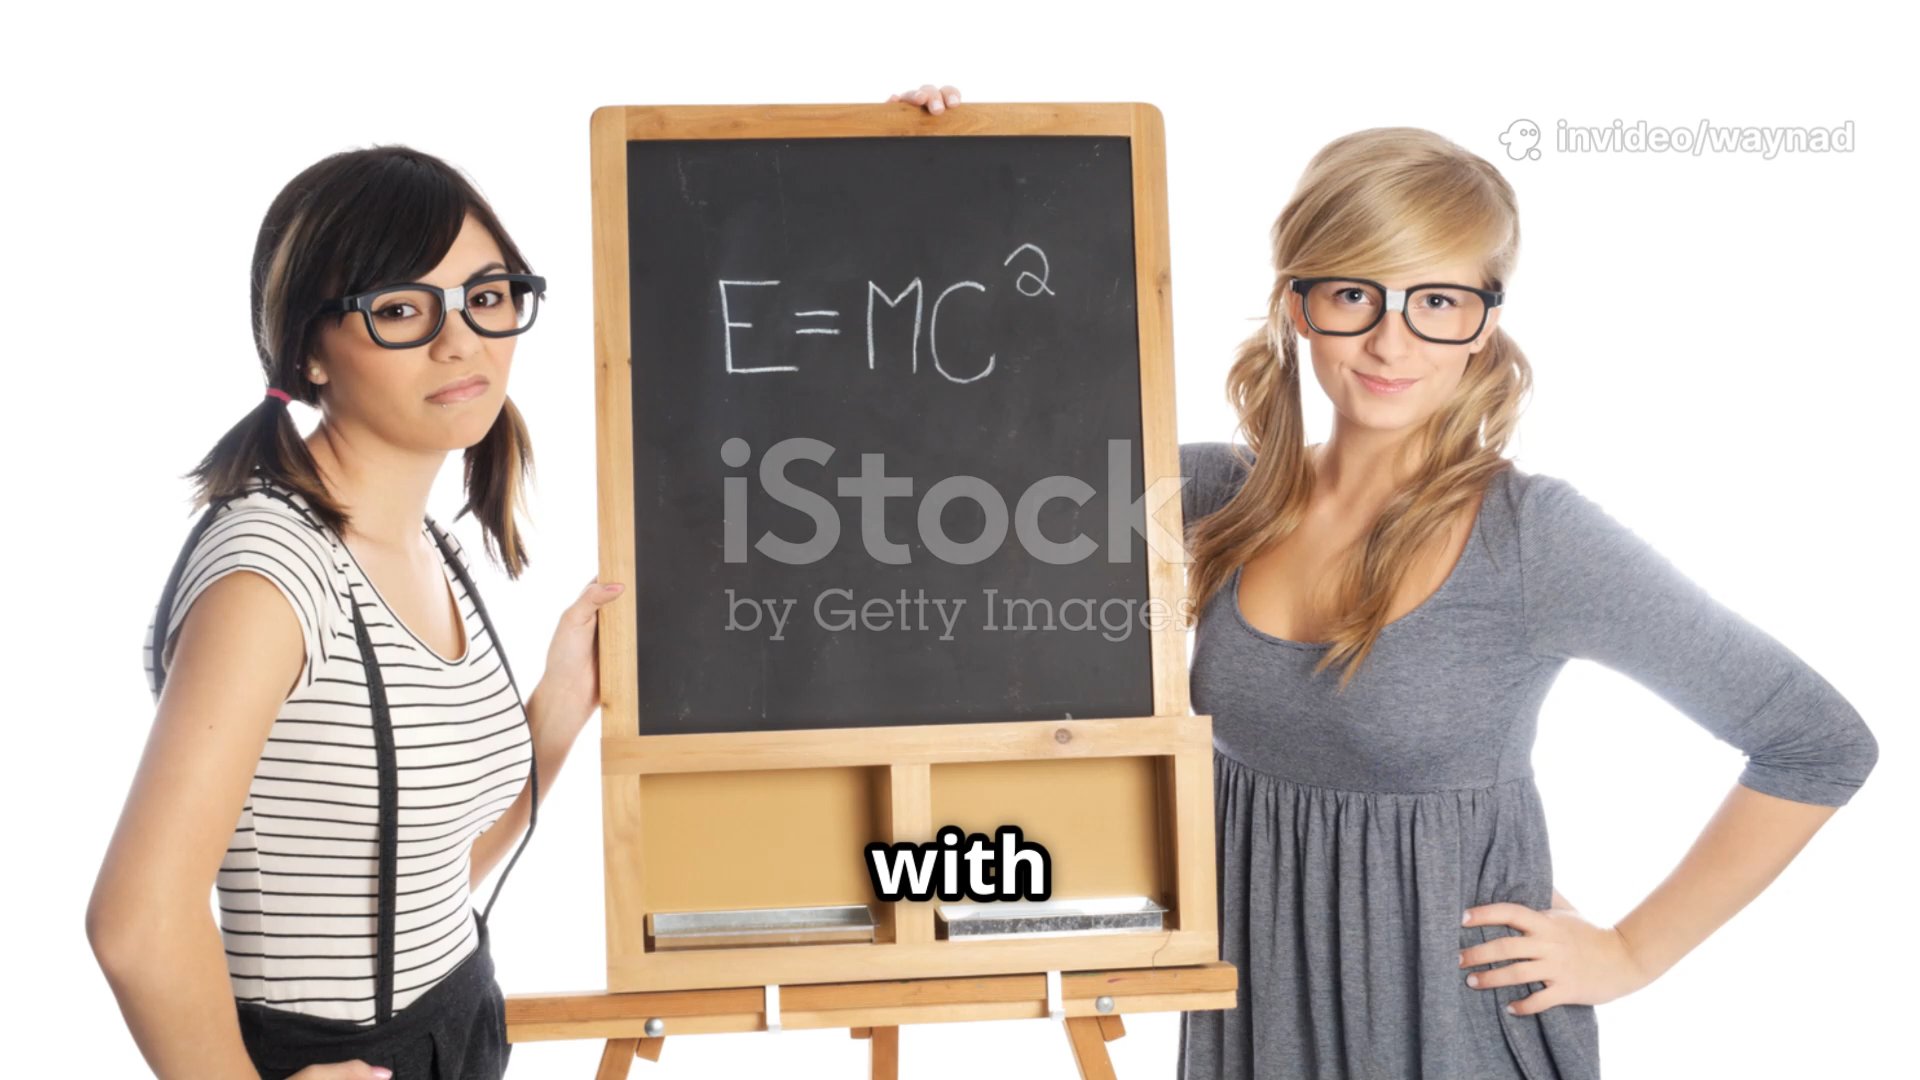 invideo/waynad
E=MC²
iStock
by Getty Images
with